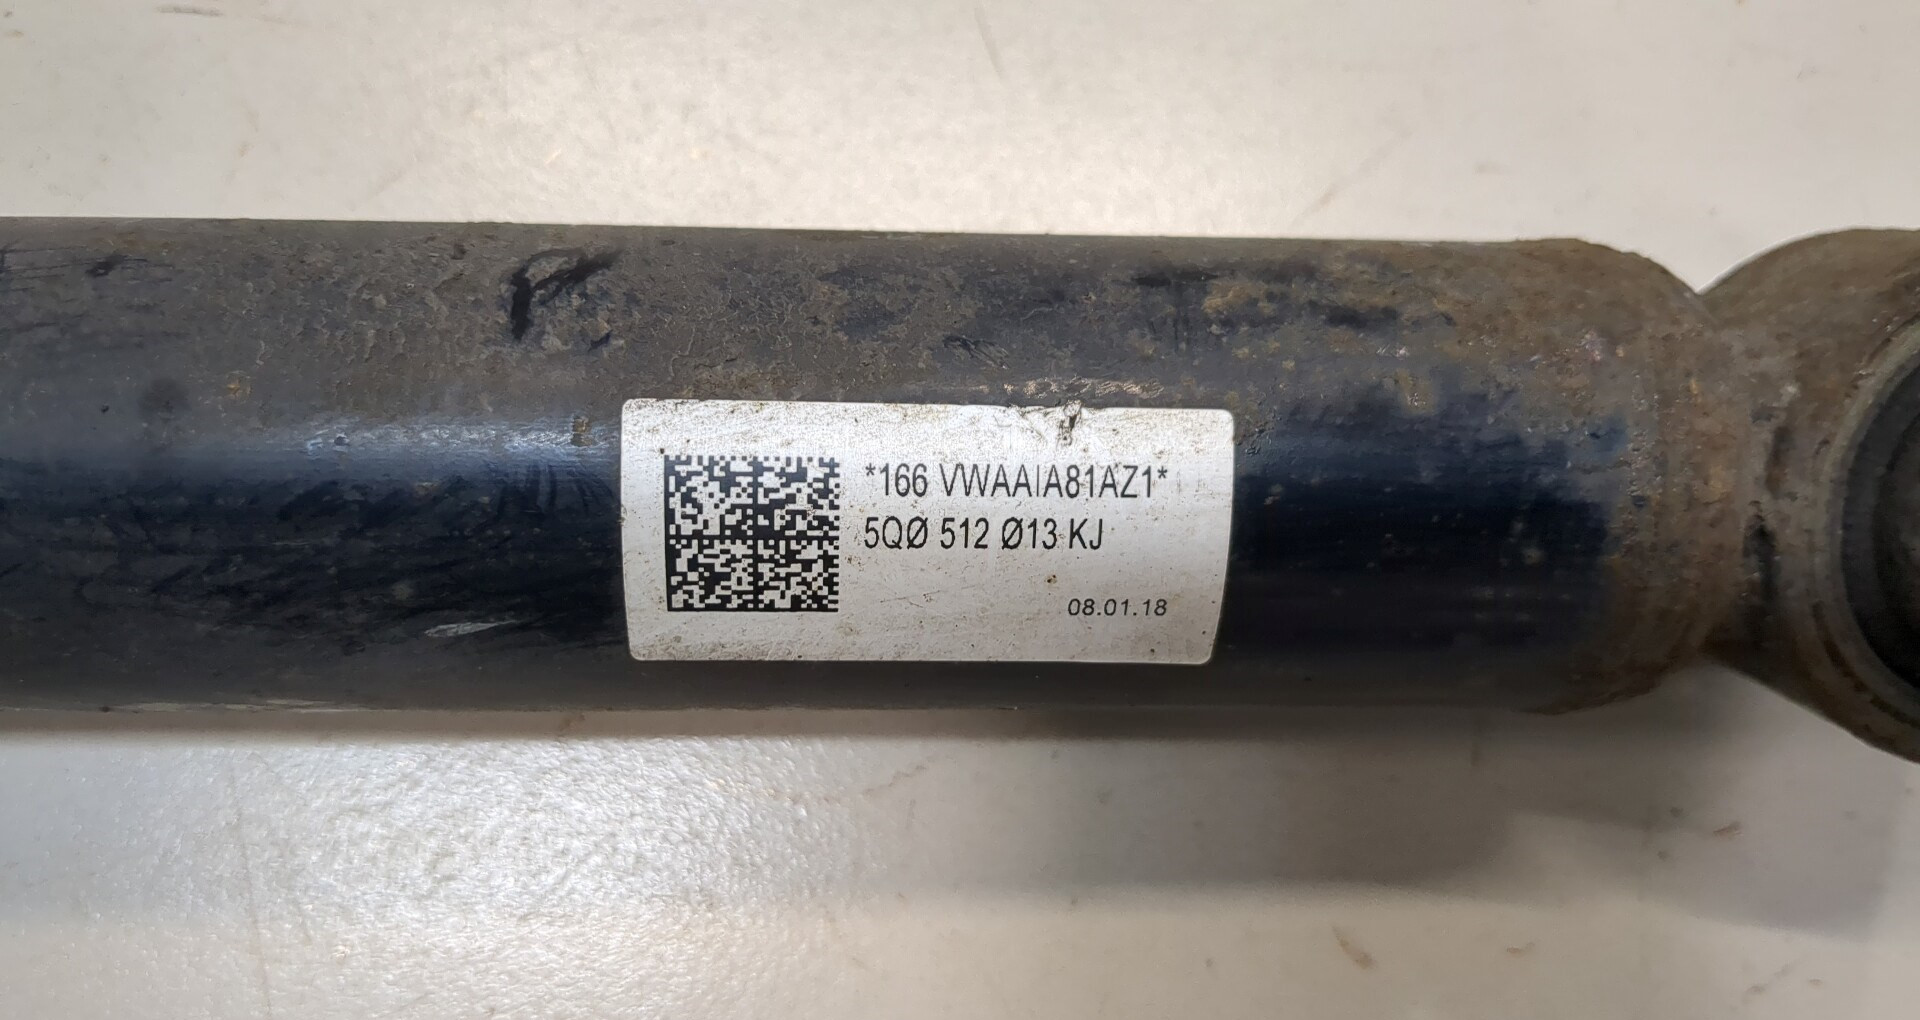 *166 VWAAIA81AZ1*
5QØ 512 Ø13 KJ
08.01.18